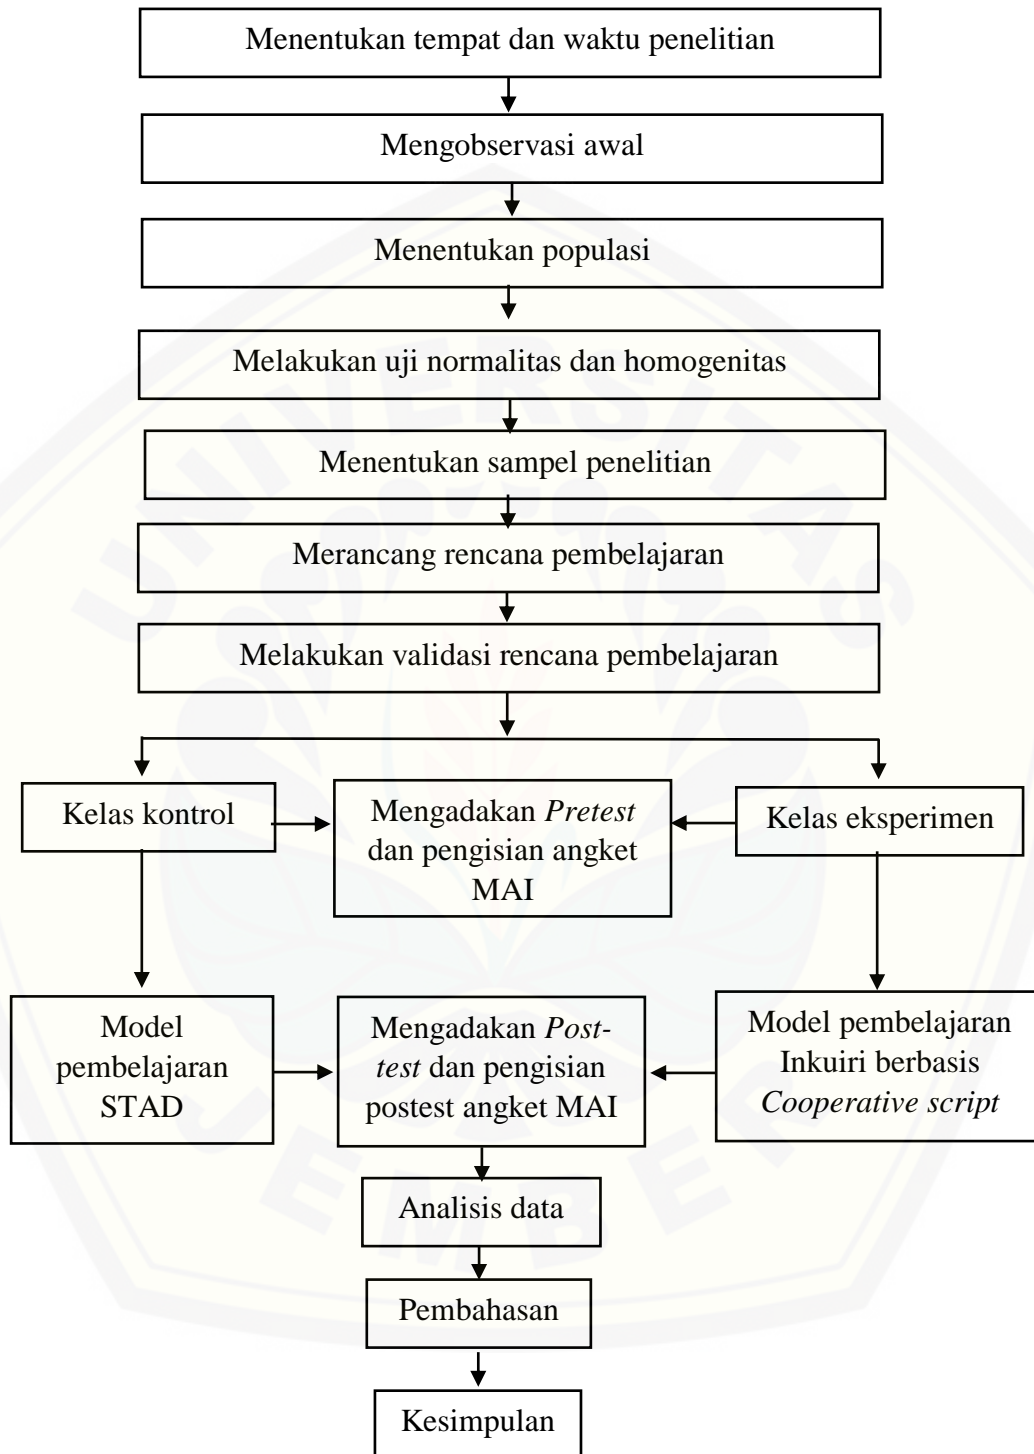 Menentukan tempat dan waktu penelitian
Mengobservasi awal
Menentukan populasi
Melakukan uji normalitas dan homogenitas
Menentukan sampel penelitian
Merancang rencana pembelajaran
Melakukan validasi rencana pembelajaran
Kelas kontrol
Mengadakan Pretest
dan pengisian angket
MAI
Kelas eksperimen
Model
pembelajaran
STAD
Mengadakan Post-
test dan pengisian
postest angket MAI
Model pembelajaran
Inkuiri berbasis
Cooperative script
Analisis data
Pembahasan
Kesimpulan
UNIVERSITAS
JEMBER